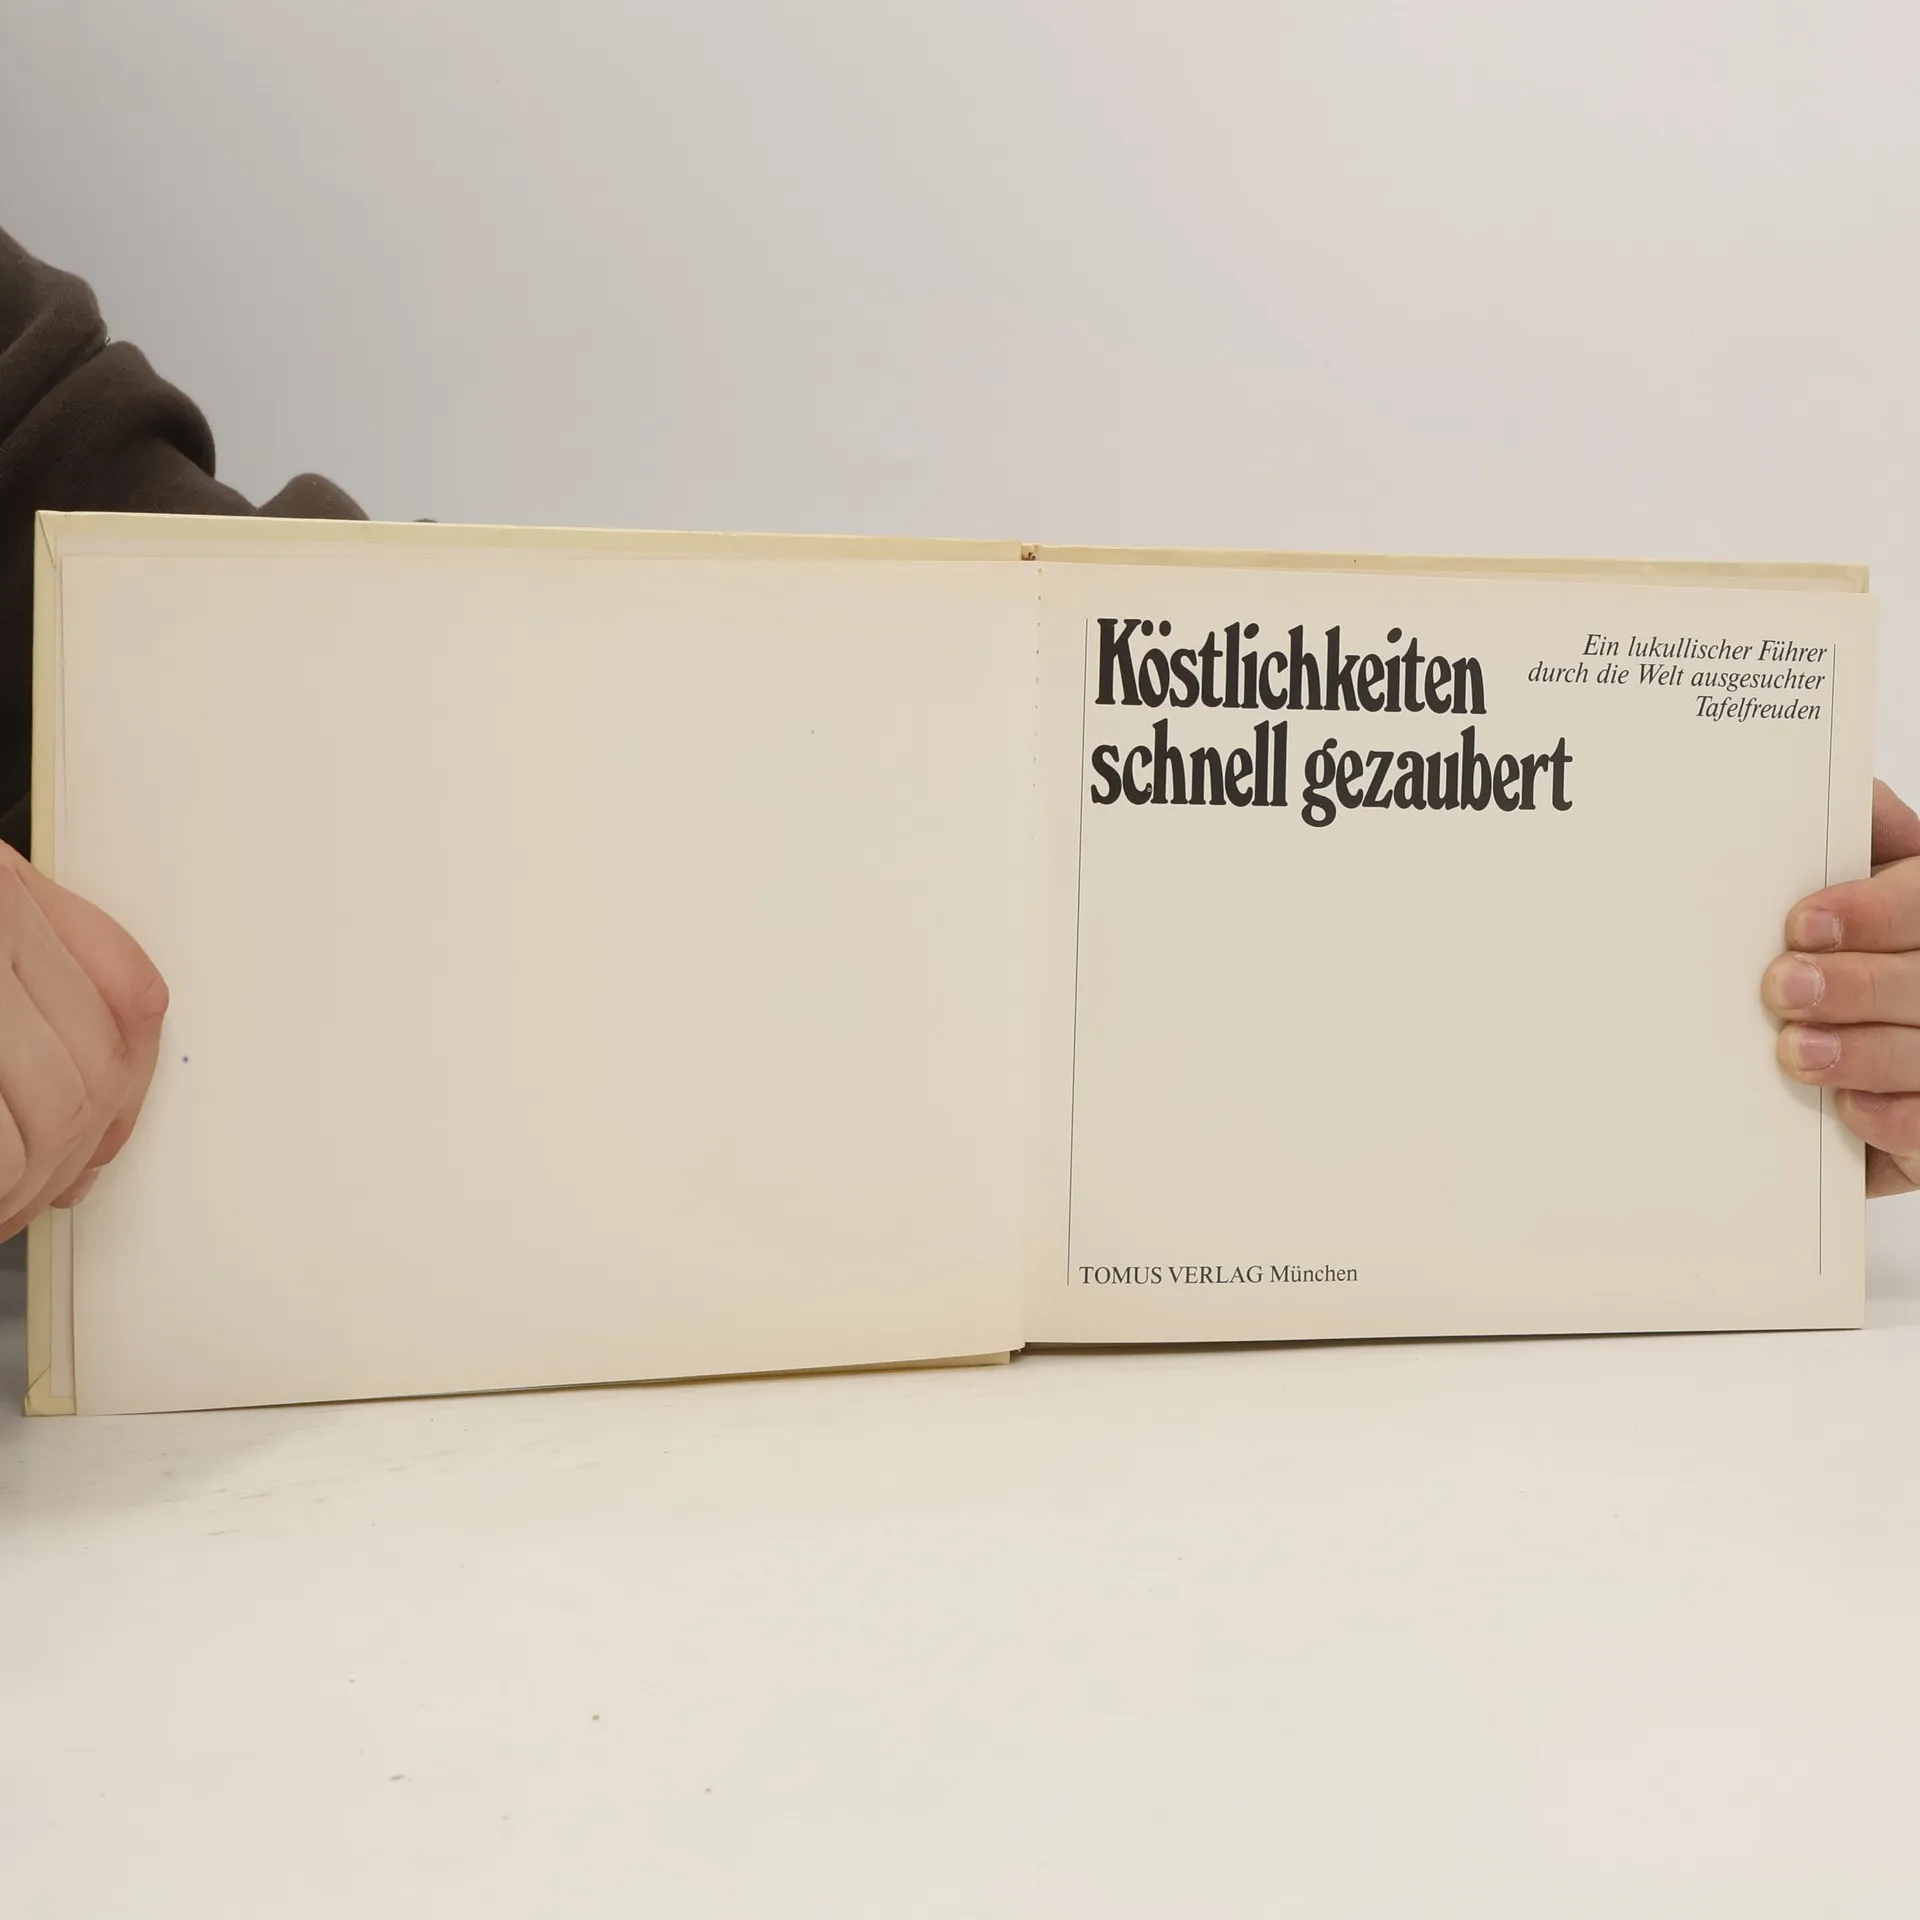 Köstlichkeiten
schnell gezaubert
Ein lukullischer Führer
durch die Welt ausgesuchter
Tafelfreuden
TOMUS VERLAG München